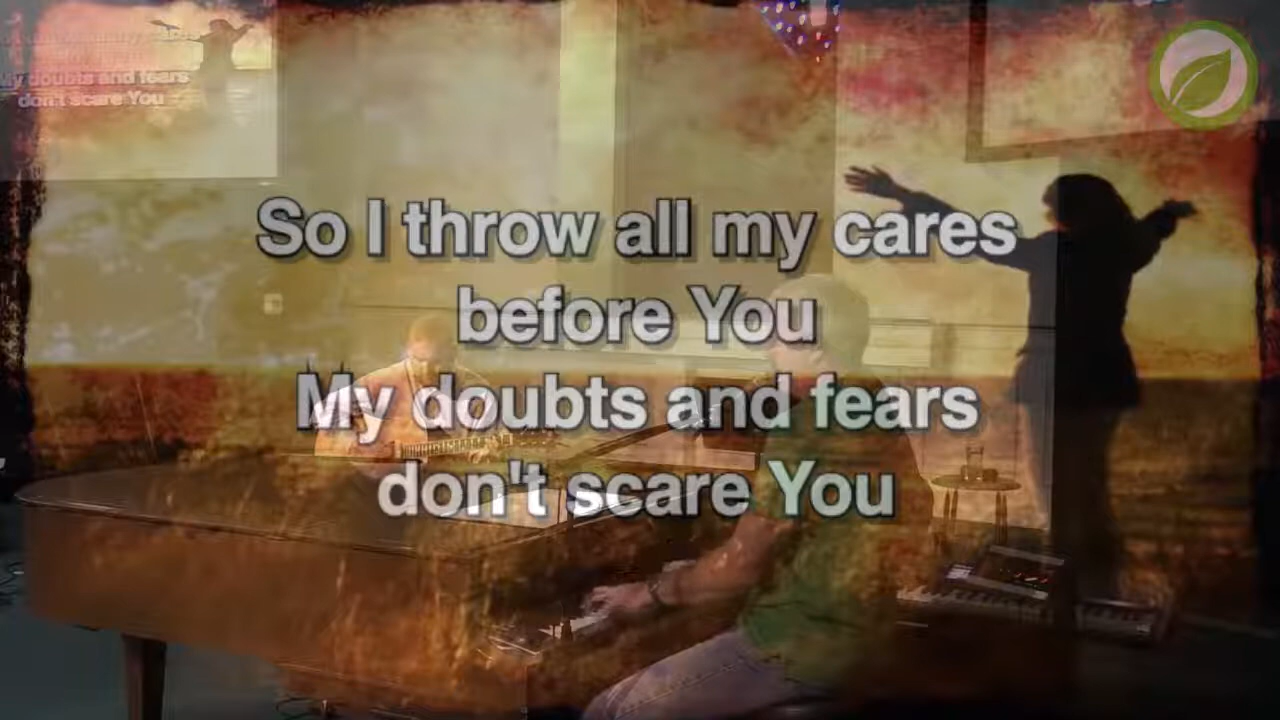 My doubts and fears
don't scare You
So I throw all my cares
before You
My doubts and fears
don't scare You